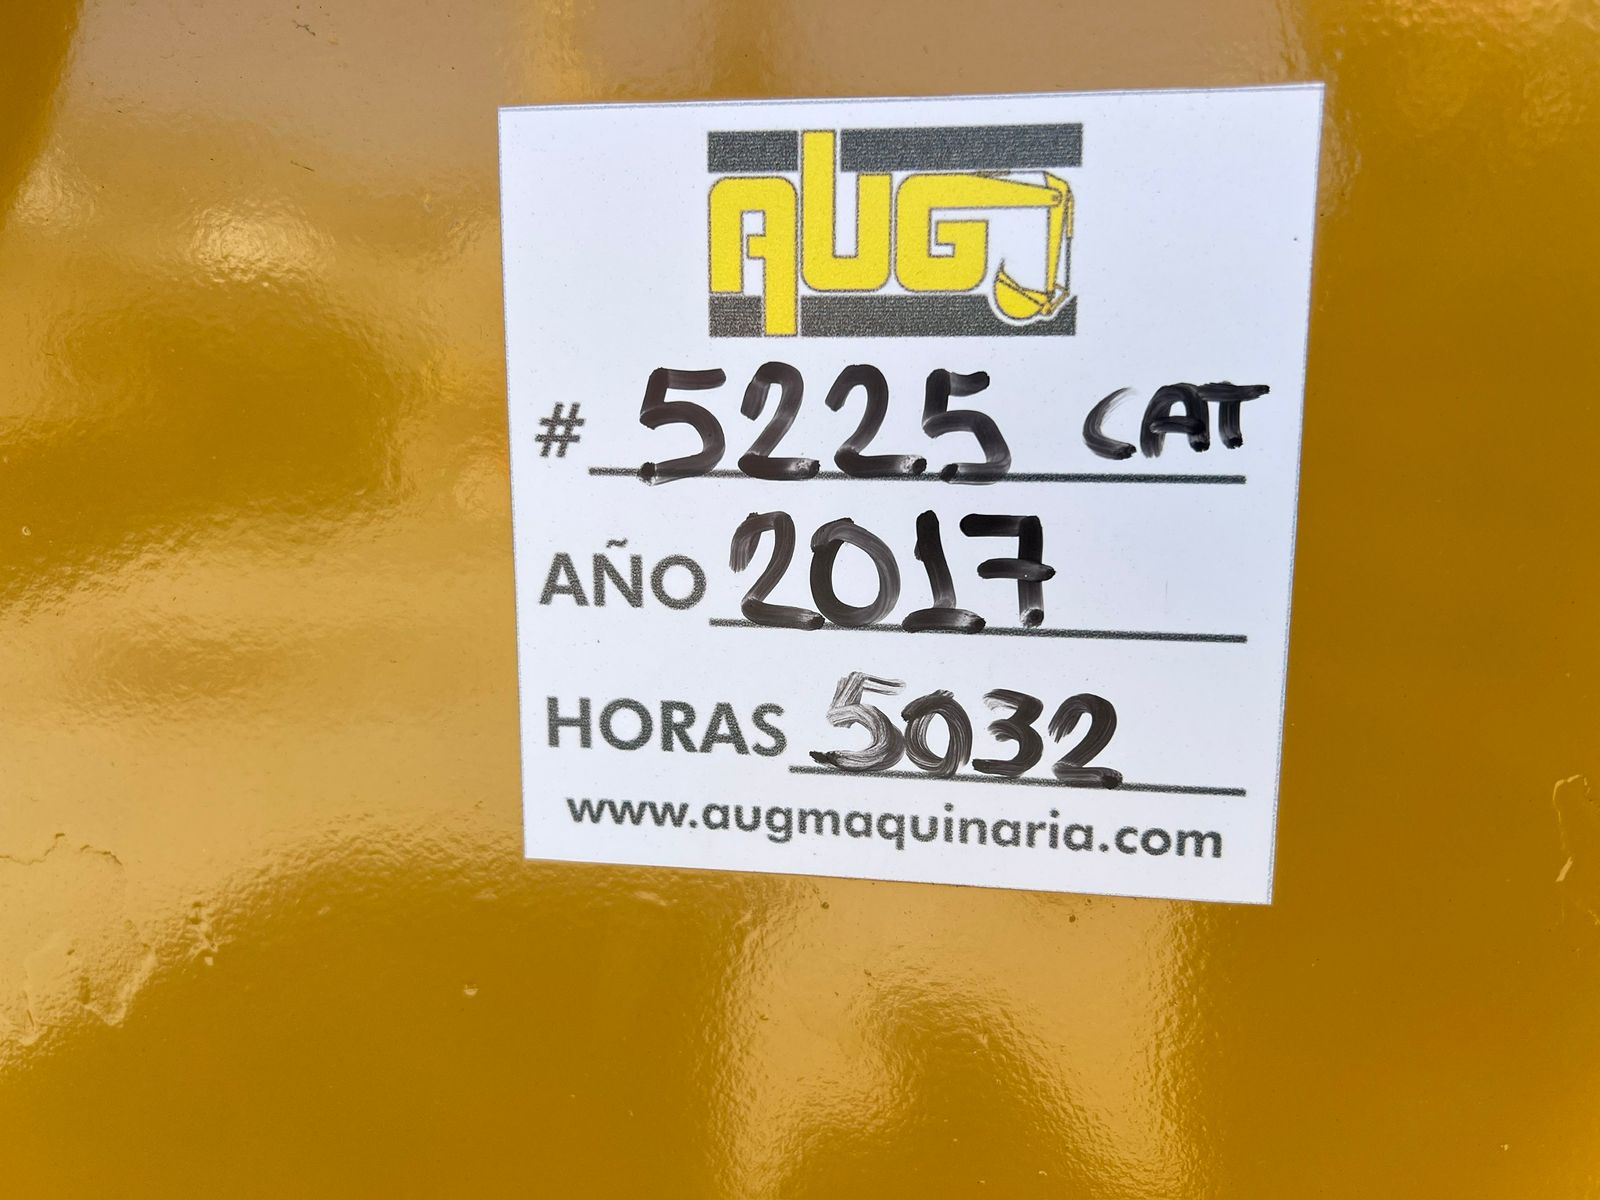 AUG
# 5225 CAT
AÑO 2017
HORAS 5032
www.augmaquinaria.com